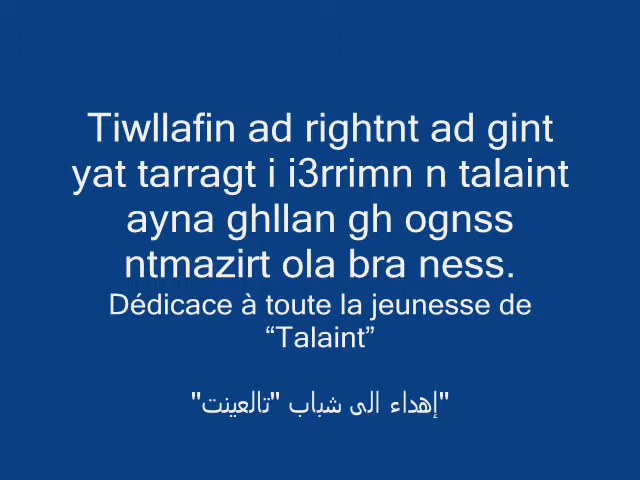 Tiwllafin ad rightnt ad gint
yat tarragt i i3rrimn n talaint
ayna ghllan gh ognss
ntmazirt ola bra ness.
Dédicace à toute la jeunesse de
“Talaint”
"إهداء الى شباب "تالعينت"